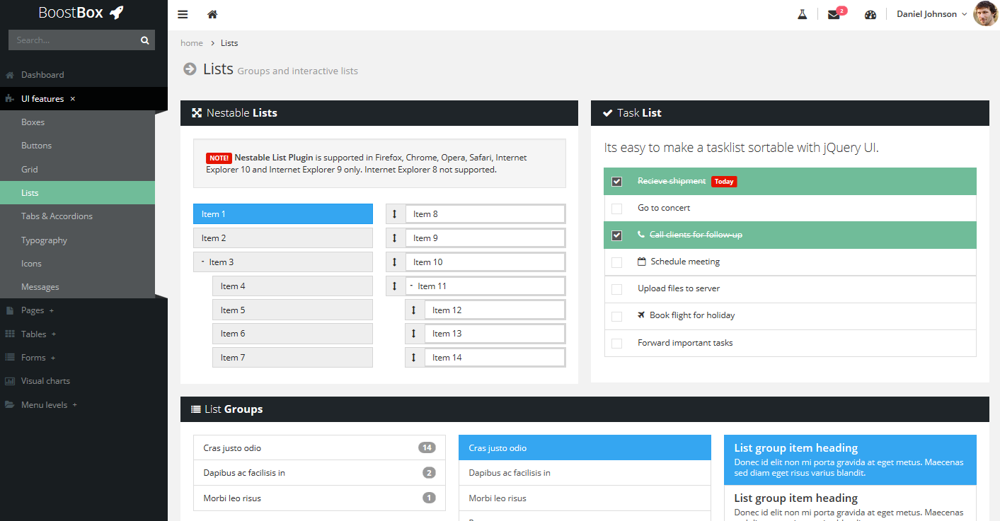 BoostBox
2
Daniel Johnson
Search...
home > Lists
Lists Groups and interactive lists
Dashboard
UI features ×
Boxes
Buttons
Grid
Lists
Tabs & Accordions
Typography
Icons
Messages
Pages +
Tables +
Forms +
Visual charts
Menu levels +
Nestable Lists
NOTE! Nestable List Plugin is supported in Firefox, Chrome, Opera, Safari, Internet
Explorer 10 and Internet Explorer 9 only. Internet Explorer 8 not supported.
Item 1
Item 2
- Item 3
Item 4
Item 5
Item 6
Item 7
Item 8
Item 9
Item 10
- Item 11
Item 12
Item 13
Item 14
Task List
Its easy to make a tasklist sortable with jQuery UI.
Recieve shipment Today
Go to concert
Call clients for follow-up
Schedule meeting
Upload files to server
Book flight for holiday
Forward important tasks
List Groups
Cras justo odio 14
Dapibus ac facilisis in 2
Morbi leo risus 1
Cras justo odio
Dapibus ac facilisis in
Morbi leo risus
List group item heading
Donec id elit non mi porta gravida at eget metus. Maecenas
sed diam eget risus varius blandit.
List group item heading
Donec id elit non mi porta gravida at eget metus. Maecenas